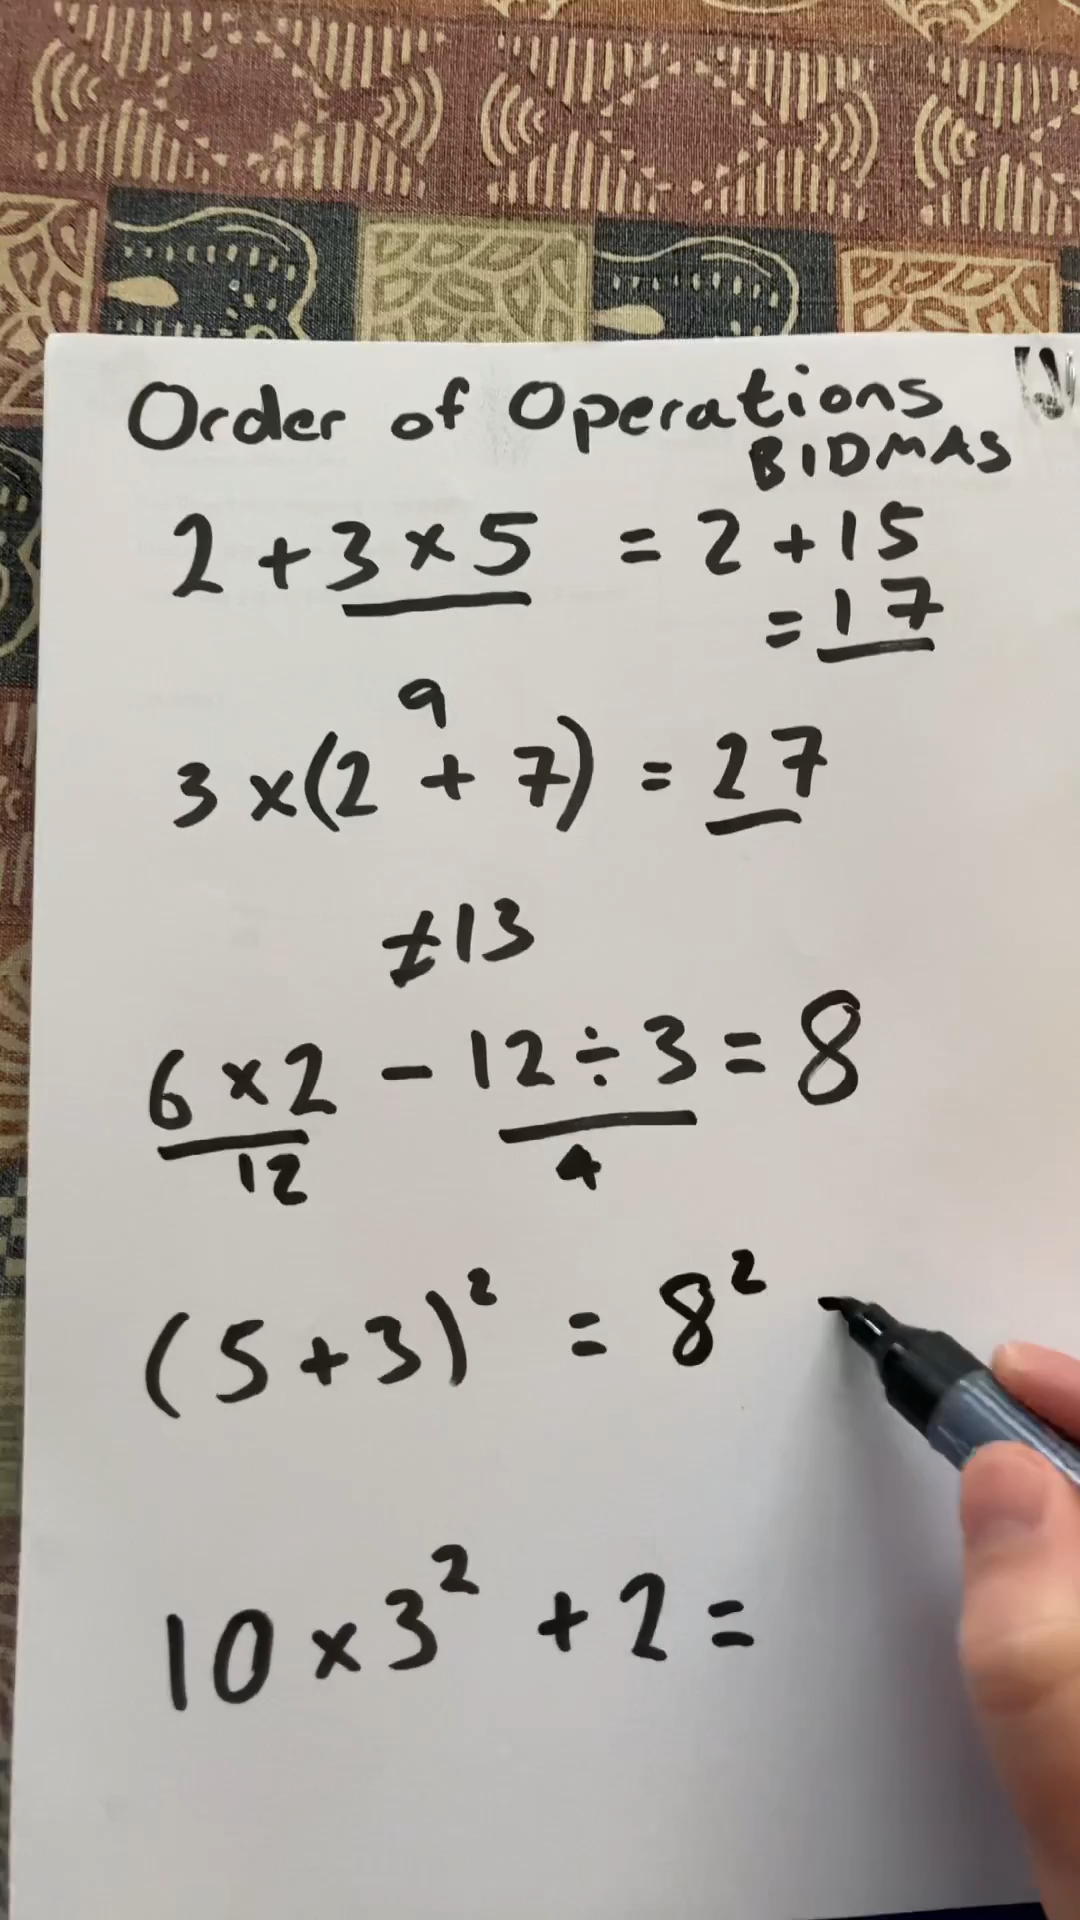 Order of Operations
BIDMAS
2 + 3 × 5 = 2 + 15
= 17
9
3 × (2 + 7) = 27
≠ 13
6 × 2 - 12 ÷ 3 = 8
12 4
(5 + 3)² = 8²
10 × 3² + 2 =